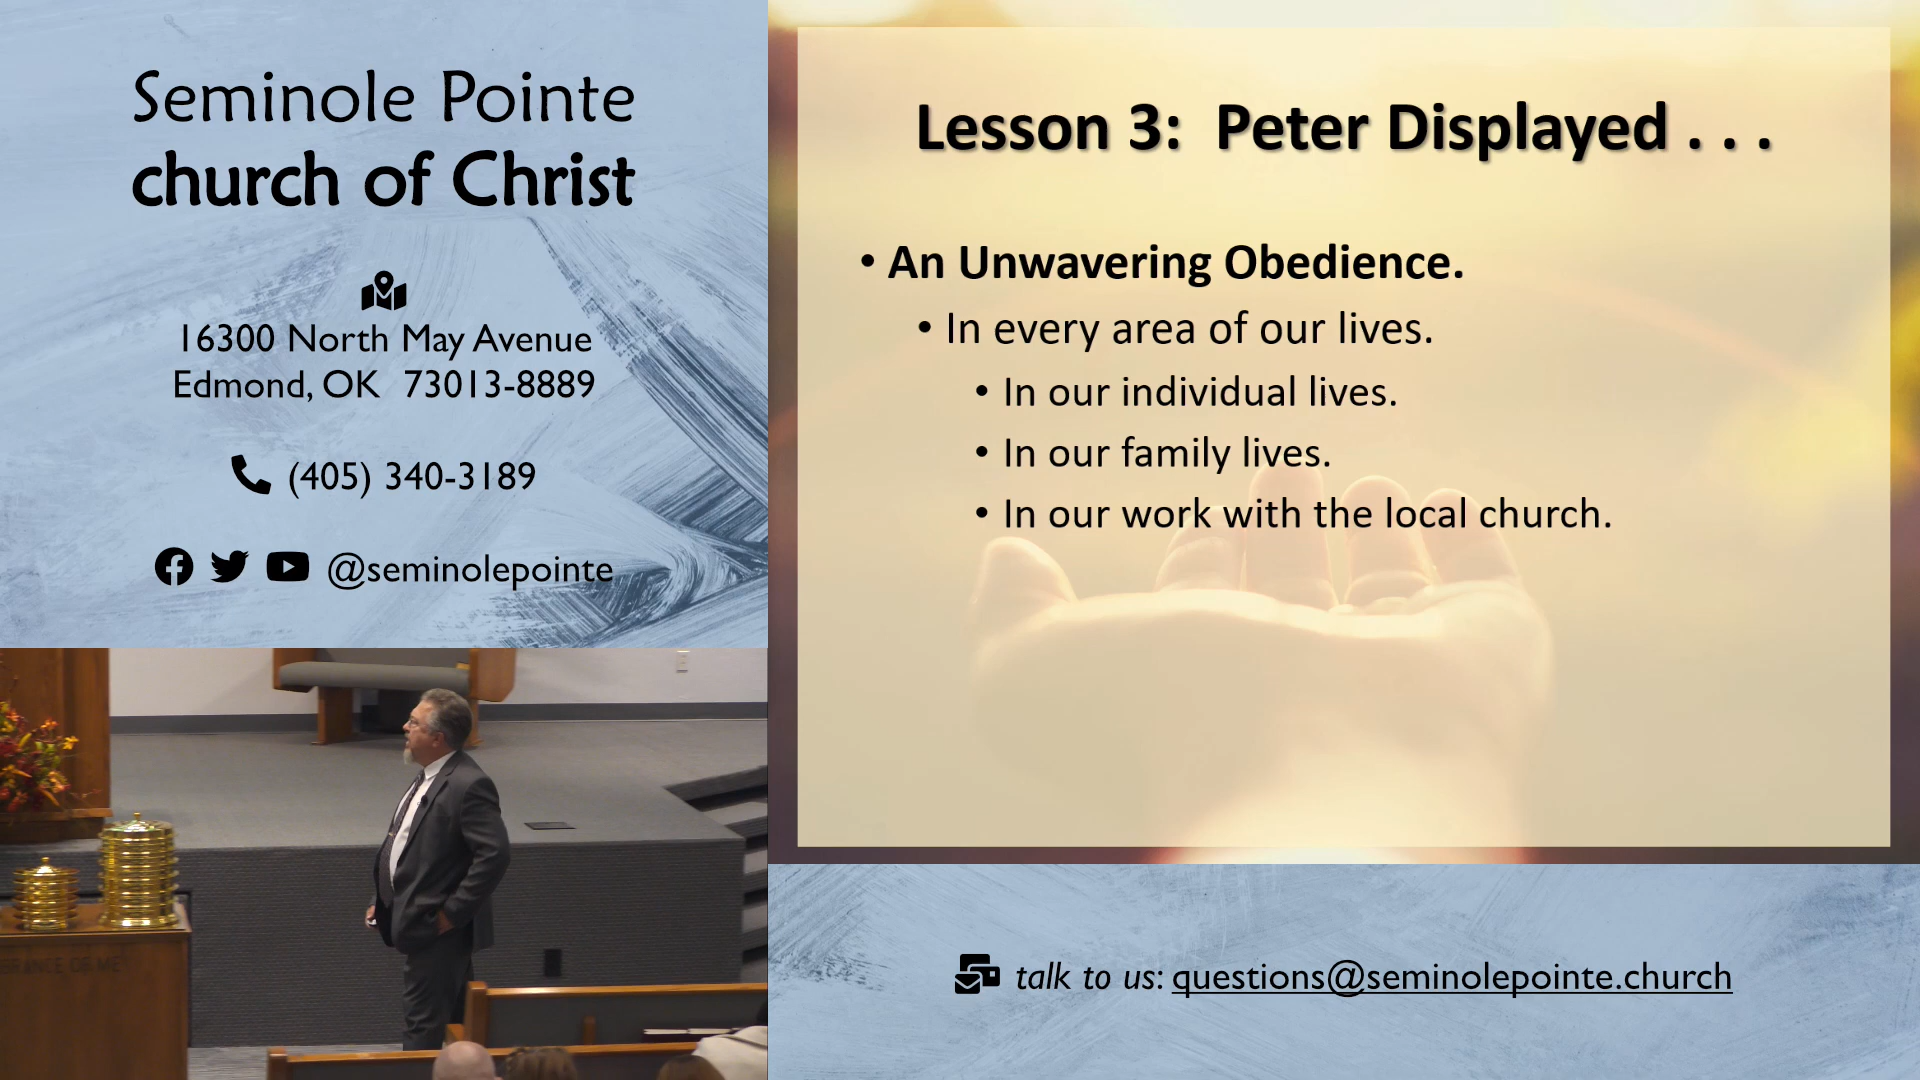 Seminole Pointe
church of Christ
16300 North May Avenue
Edmond, OK 73013-8889
(405) 340-3189
@seminolepointe
Lesson 3: Peter Displayed . . .
• An Unwavering Obedience.
• In every area of our lives.
• In our individual lives.
• In our family lives.
• In our work with the local church.
talk to us: questions@seminolepointe.church